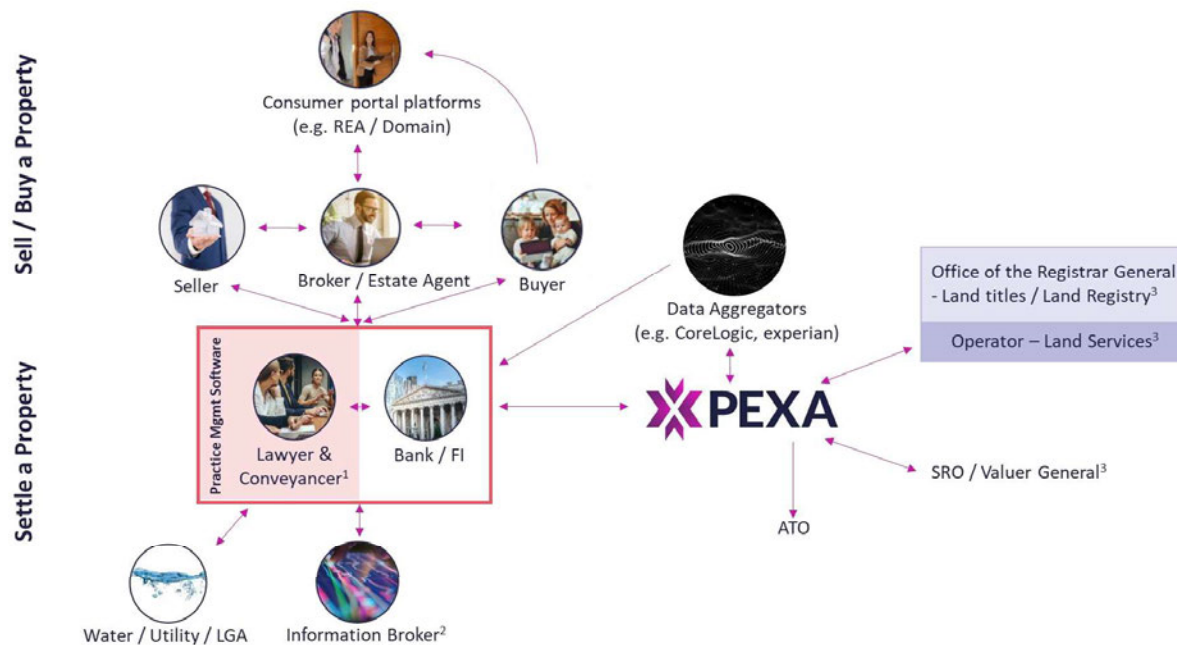 Sell / Buy a Property
Consumer portal platforms
(e.g. REA / Domain)
Seller
Broker / Estate Agent
Buyer
Data Aggregators
(e.g. CoreLogic, experian)
Office of the Registrar General
- Land titles / Land Registry³
Operator – Land Services³
Settle a Property
Practice Mgmt Software
Lawyer &
Conveyancer¹
Bank / FI
PEXA
SRO / Valuer General³
ATO
Water / Utility / LGA
Information Broker²